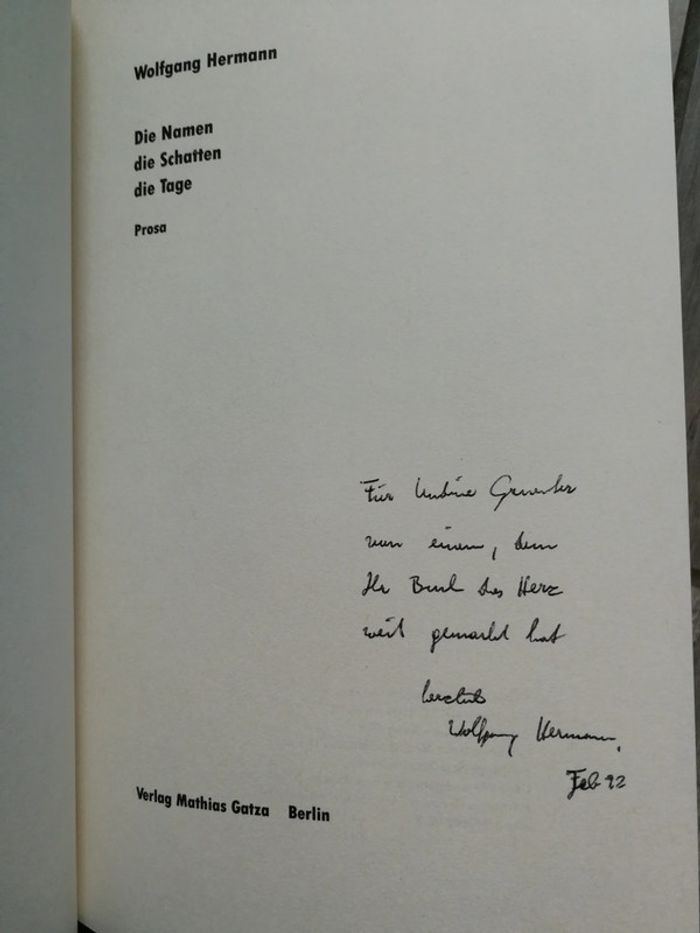 Wolfgang Hermann
Die Namen
die Schatten
die Tage
Prosa
Für Undine Gruenter
von einem, dem
Ihr Buch das Herz
weit gemacht hat
herzlich
Wolfgang Hermann,
Feb 92
Verlag Mathias Gatza Berlin